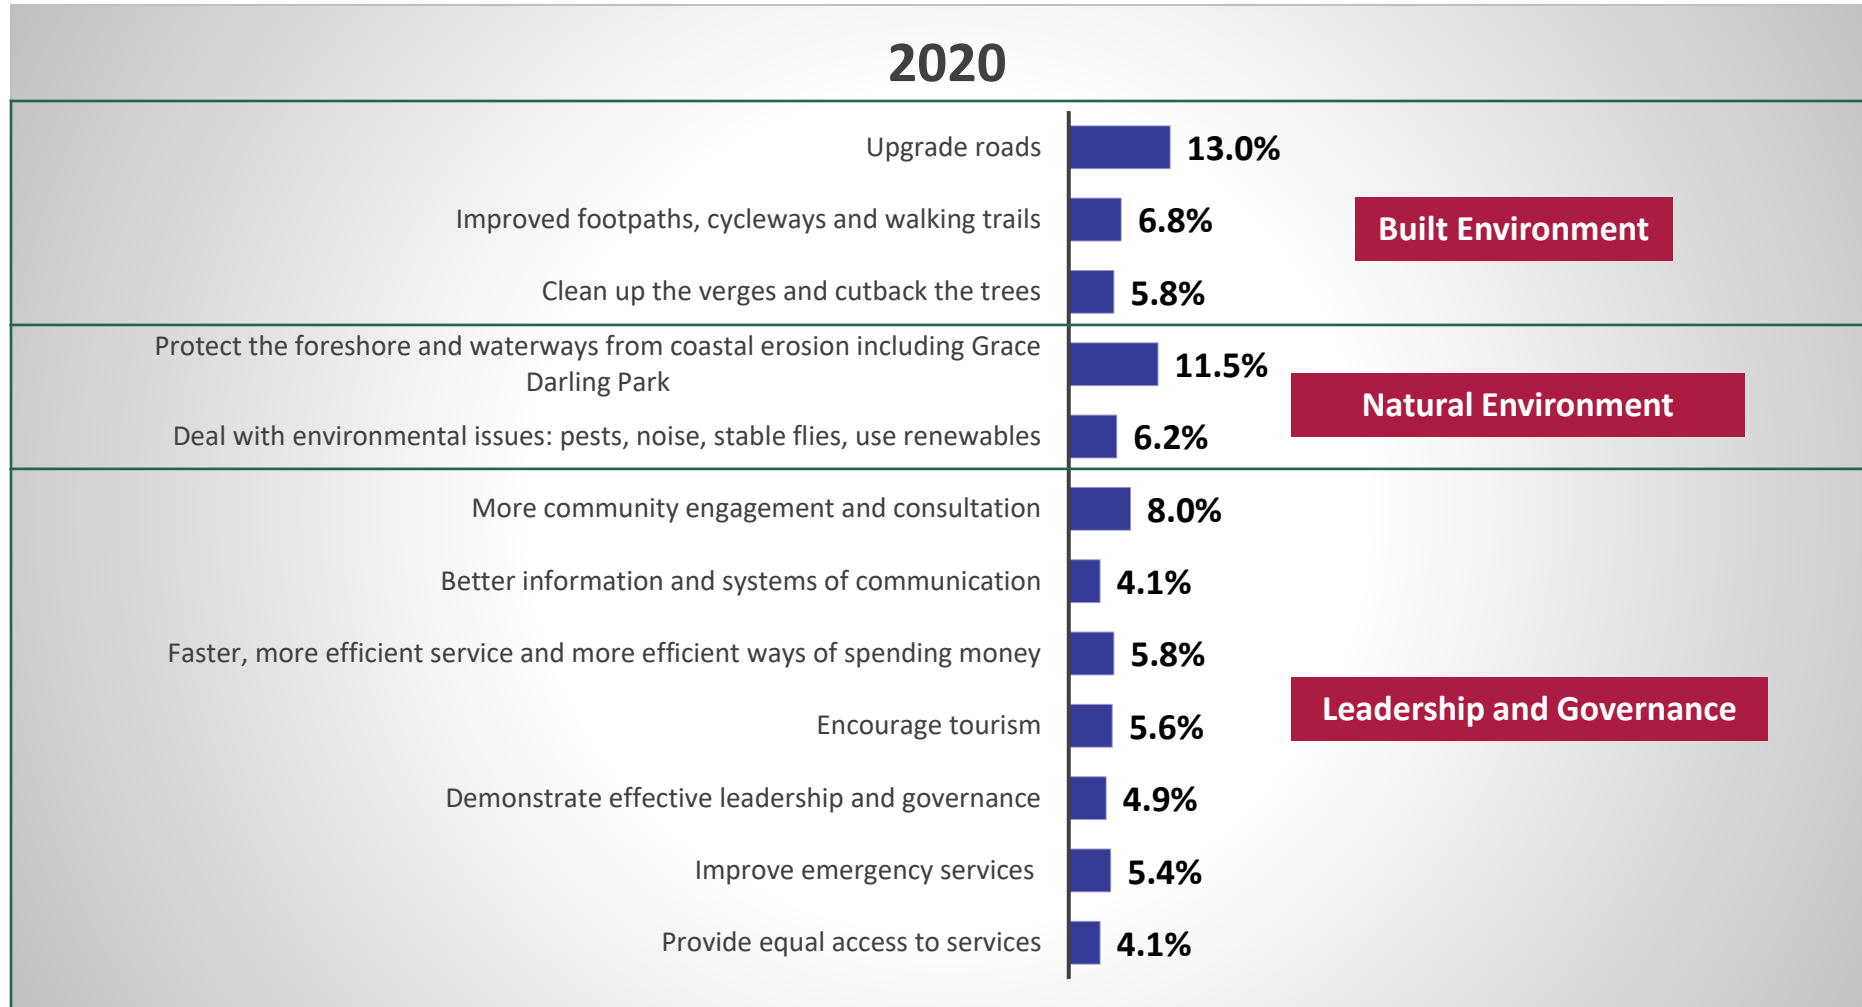 2020
Upgrade roads
13.0%
Improved footpaths, cycleways and walking trails
6.8%
Built Environment
Clean up the verges and cutback the trees
5.8%
Protect the foreshore and waterways from coastal erosion including Grace
Darling Park
11.5%
Natural Environment
Deal with environmental issues: pests, noise, stable flies, use renewables
6.2%
More community engagement and consultation
8.0%
Better information and systems of communication
4.1%
Faster, more efficient service and more efficient ways of spending money
5.8%
Leadership and Governance
Encourage tourism
5.6%
Demonstrate effective leadership and governance
4.9%
Improve emergency services
5.4%
Provide equal access to services
4.1%